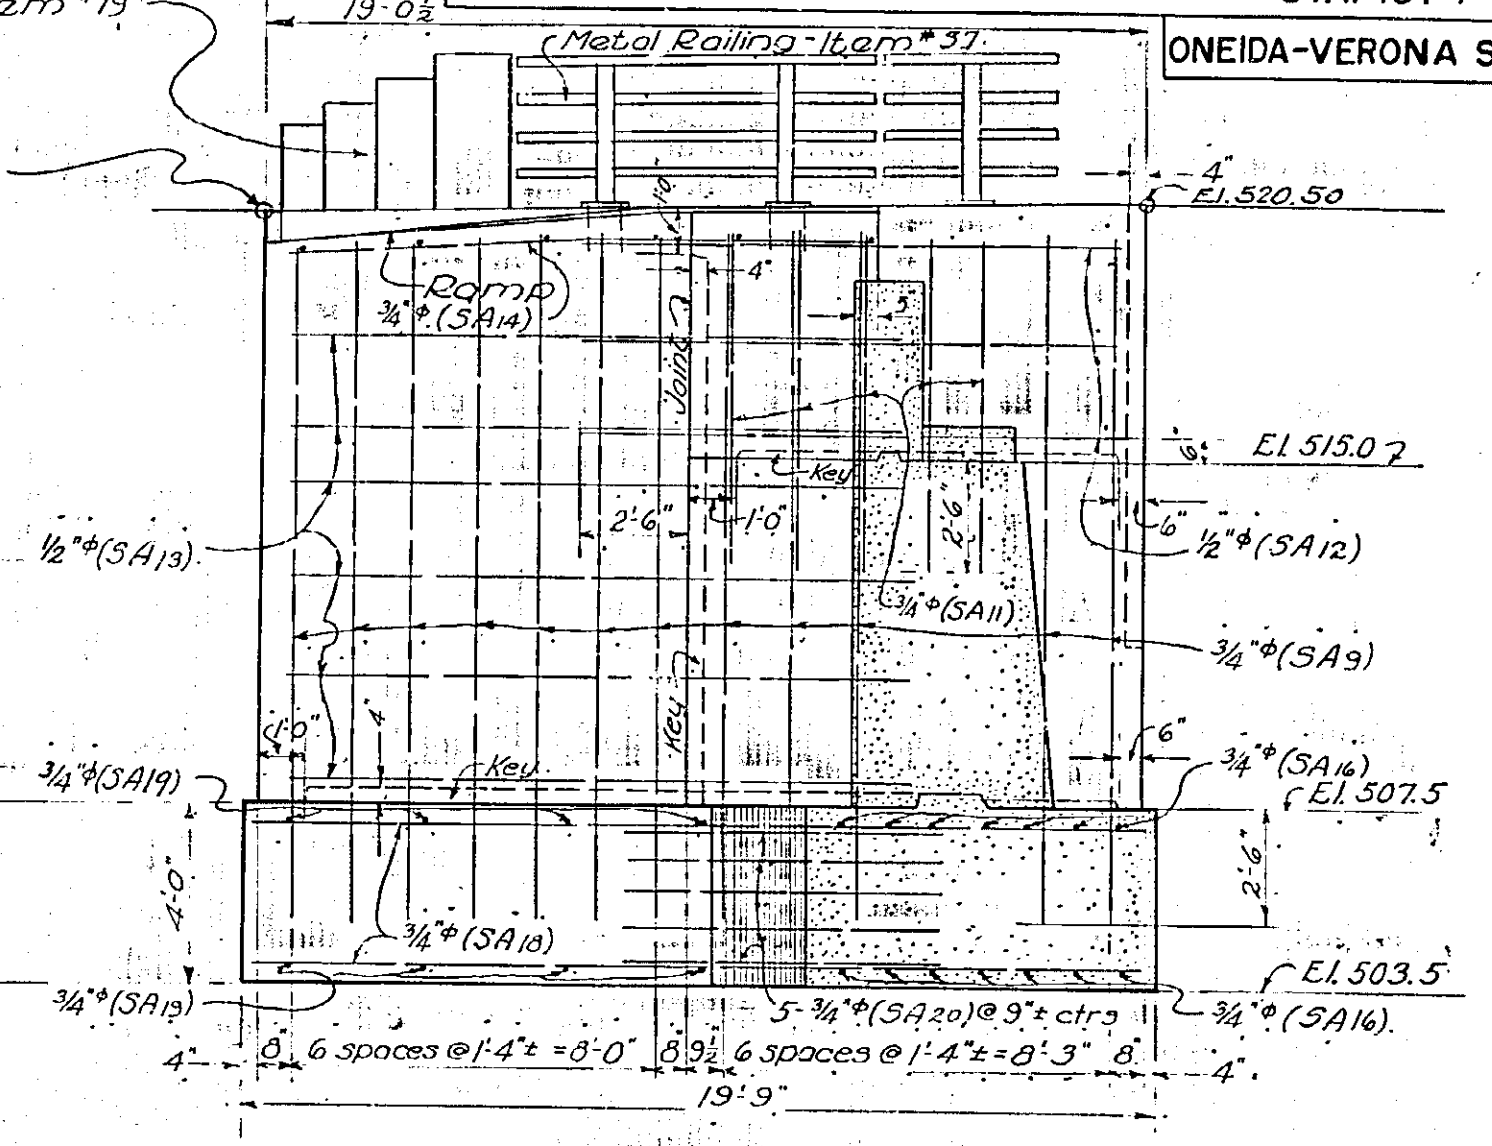 19
19'-0½"
ONEIDA-VERONA S
Metal Railing-Item #37.
4"
El. 520.50
1'-0"
4"
Ramp
¾"ϕ.(SA14)
5"
Joint
6"
El. 515.07
Key
2'-6"
1'-0"
2'-6"
6"
½"ϕ(SA13).
½"ϕ(SA12)
¾"ϕ(SA11)
¾"ϕ(SA9)
Key
1'-0"
4"
6"
¾"ϕ(SA19)
Key.
¾"ϕ(SA16)
El. 507.5
4'-0"
2'-6"
¾"ϕ(SA18)
El. 503.5
¾"ϕ(SA19)
5-¾"ϕ(SA20)@9"± ctrs
¾"ϕ.(SA16).
4"
8"
6 spaces @1'-4"± =8'-0"
8"
9½"
6 spaces @1'-4"±=8'-3"
8"
4"
19'-9"